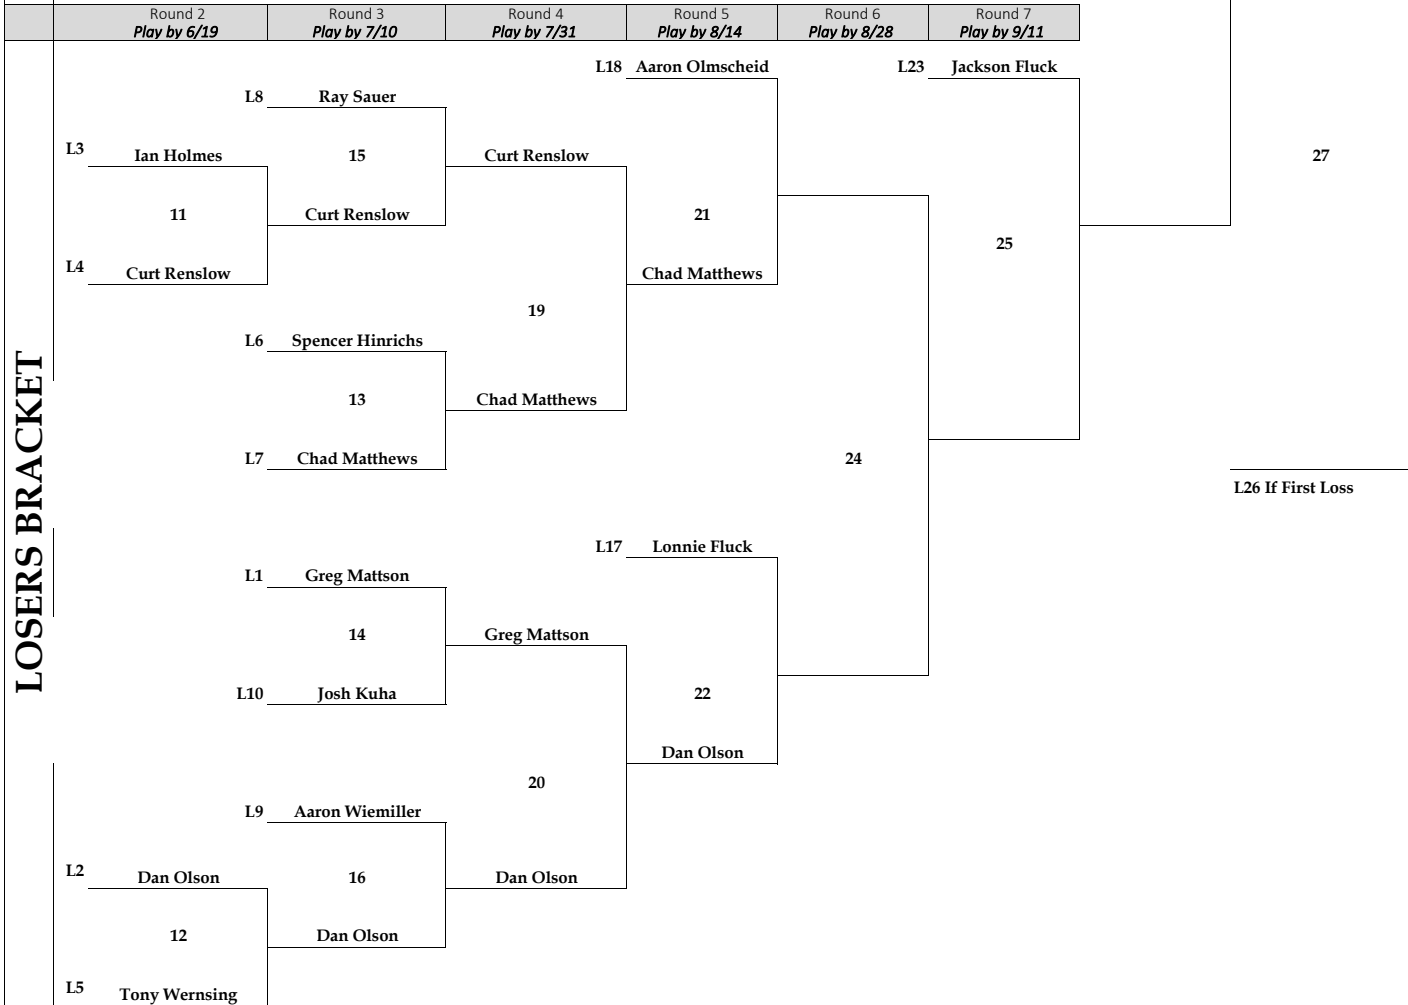 Round 2
Play by 6/19
Round 3
Play by 7/10
Round 4
Play by 7/31
Round 5
Play by 8/14
Round 6
Play by 8/28
Round 7
Play by 9/11
LOSERS BRACKET
L18 Aaron Olmscheid
L23 Jackson Fluck
L8 Ray Sauer
L3 Ian Holmes
15
Curt Renslow
27
11
Curt Renslow
21
25
L4 Curt Renslow
Chad Matthews
19
L6 Spencer Hinrichs
13
Chad Matthews
L7 Chad Matthews
24
L26 If First Loss
L17 Lonnie Fluck
L1 Greg Mattson
14
Greg Mattson
L10 Josh Kuha
22
Dan Olson
20
L9 Aaron Wiemiller
L2 Dan Olson
16
Dan Olson
12
Dan Olson
L5 Tony Wernsing